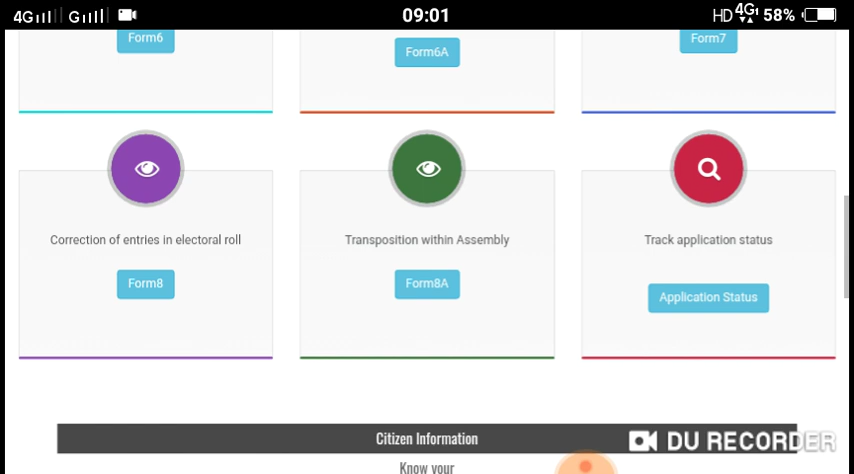 4G G 09:01 HD 4G 58%
Form6 Form6A Form7
Correction of entries in electoral roll Transposition within Assembly Track application status
Form8 Form8A Application Status
Citizen Information
DU RECORDER
Know your